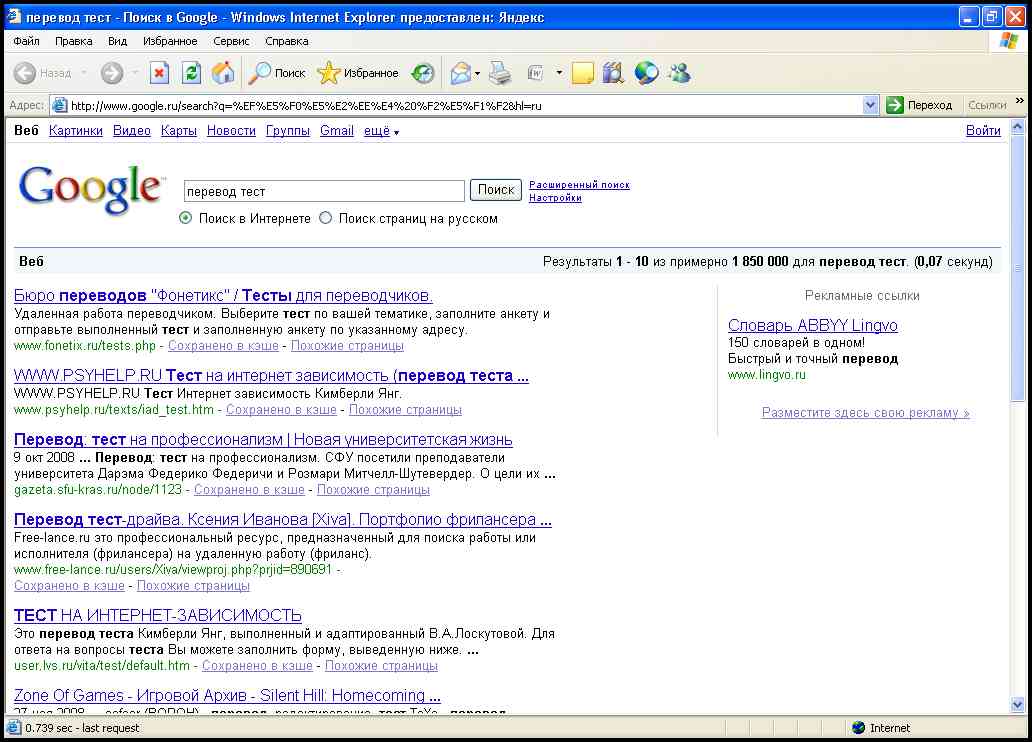 перевод тест - Поиск в Google - Windows Internet Explorer предоставлен: Яндекс
Файл Правка Вид Избранное Сервис Справка
Назад Поиск Избранное
Адрес: http://www.google.ru/search?q=%EF%E5%F0%E5%E2%EE%E4%20%F2%E5%F1%F2&hl=ru Переход Ссылки »
Веб Картинки Видео Карты Новости Группы Gmail ещё ▼ Войти
Google™ перевод тест Поиск Расширенный поиск
Настройки
Поиск в Интернете Поиск страниц на русском
Веб Результаты 1 - 10 из примерно 1 850 000 для перевод тест. (0,07 секунд)
Бюро переводов "Фонетикс" / Тесты для переводчиков.
Удаленная работа переводчиком. Выберите тест по вашей тематике, заполните анкету и
отправьте выполненный тест и заполненную анкету по указанному адресу.
www.fonetix.ru/tests.php - Сохранено в кэше - Похожие страницы
WWW.PSYHELP.RU Тест на интернет зависимость (перевод теста ...
WWW.PSYHELP.RU Тест Интернет зависимость Кимберли Янг.
www.psyhelp.ru/texts/iad_test.htm - Сохранено в кэше - Похожие страницы
Перевод: тест на профессионализм | Новая университетская жизнь
9 окт 2008 ... Перевод: тест на профессионализм. СФУ посетили преподаватели
университета Дарэма Федерико Федеричи и Розмари Митчелл-Шутевердер. О цели их ...
gazeta.sfu-kras.ru/node/1123 - Сохранено в кэше - Похожие страницы
Перевод тест-драйва. Ксения Иванова [Xiva]. Портфолио фрилансера ...
Free-lance.ru это профессиональный ресурс, предназначенный для поиска работы или
исполнителя (фрилансера) на удаленную работу (фриланс).
www.free-lance.ru/users/Xiva/viewproj.php?prjid=890691 -
Сохранено в кэше - Похожие страницы
ТЕСТ НА ИНТЕРНЕТ-ЗАВИСИМОСТЬ
Это перевод теста Кимберли Янг, выполненный и адаптированный В.А.Лоскутовой. Для
ответа на вопросы теста Вы можете заполнить форму, выведенную ниже. ...
user.lvs.ru/vita/test/default.htm - Сохранено в кэше - Похожие страницы
Zone Of Games - Игровой Архив - Silent Hill: Homecoming ...
Рекламные ссылки
Словарь ABBYY Lingvo
150 словарей в одном!
Быстрый и точный перевод
www.lingvo.ru
Разместите здесь свою рекламу »
0.739 sec - last request Internet